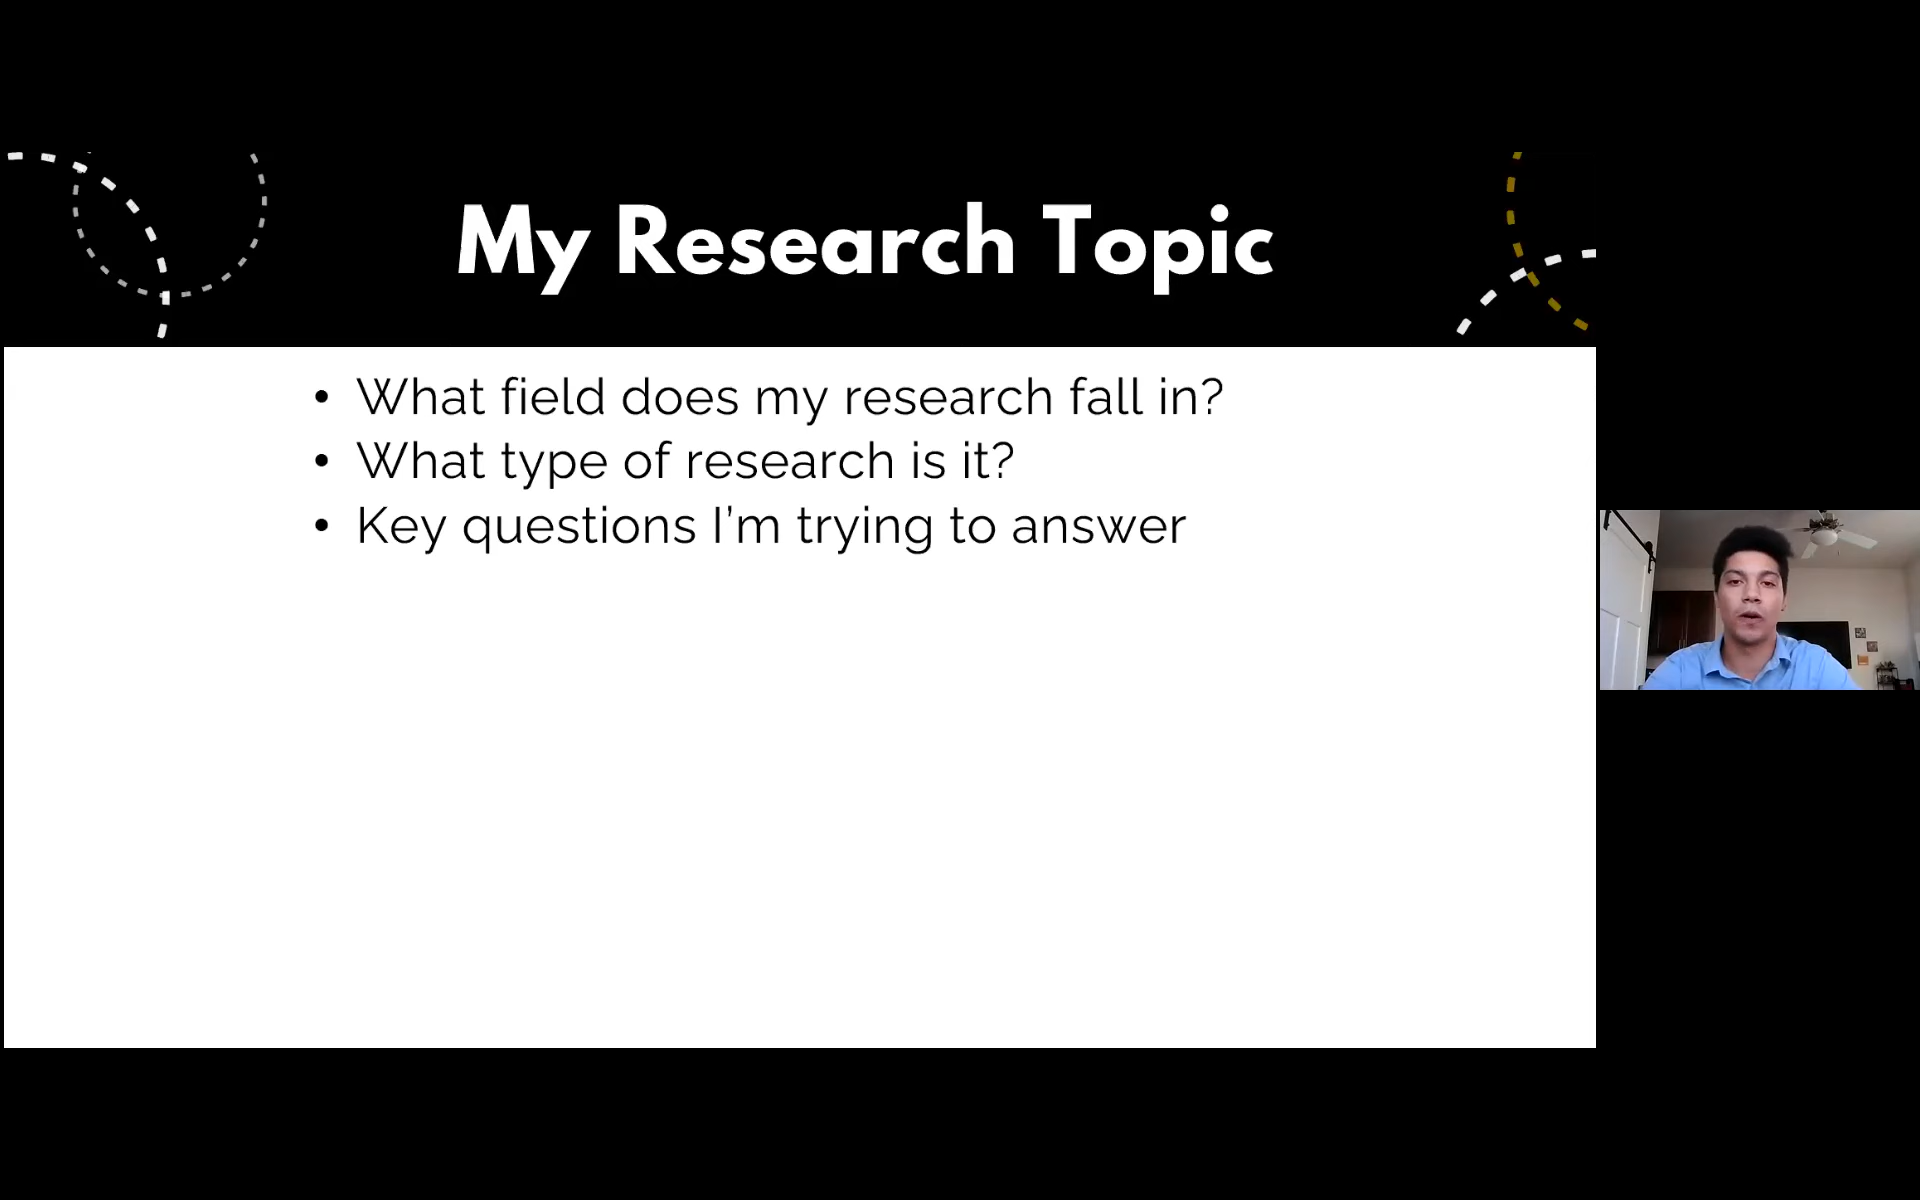 My Research Topic
• What field does my research fall in?
• What type of research is it?
• Key questions I'm trying to answer